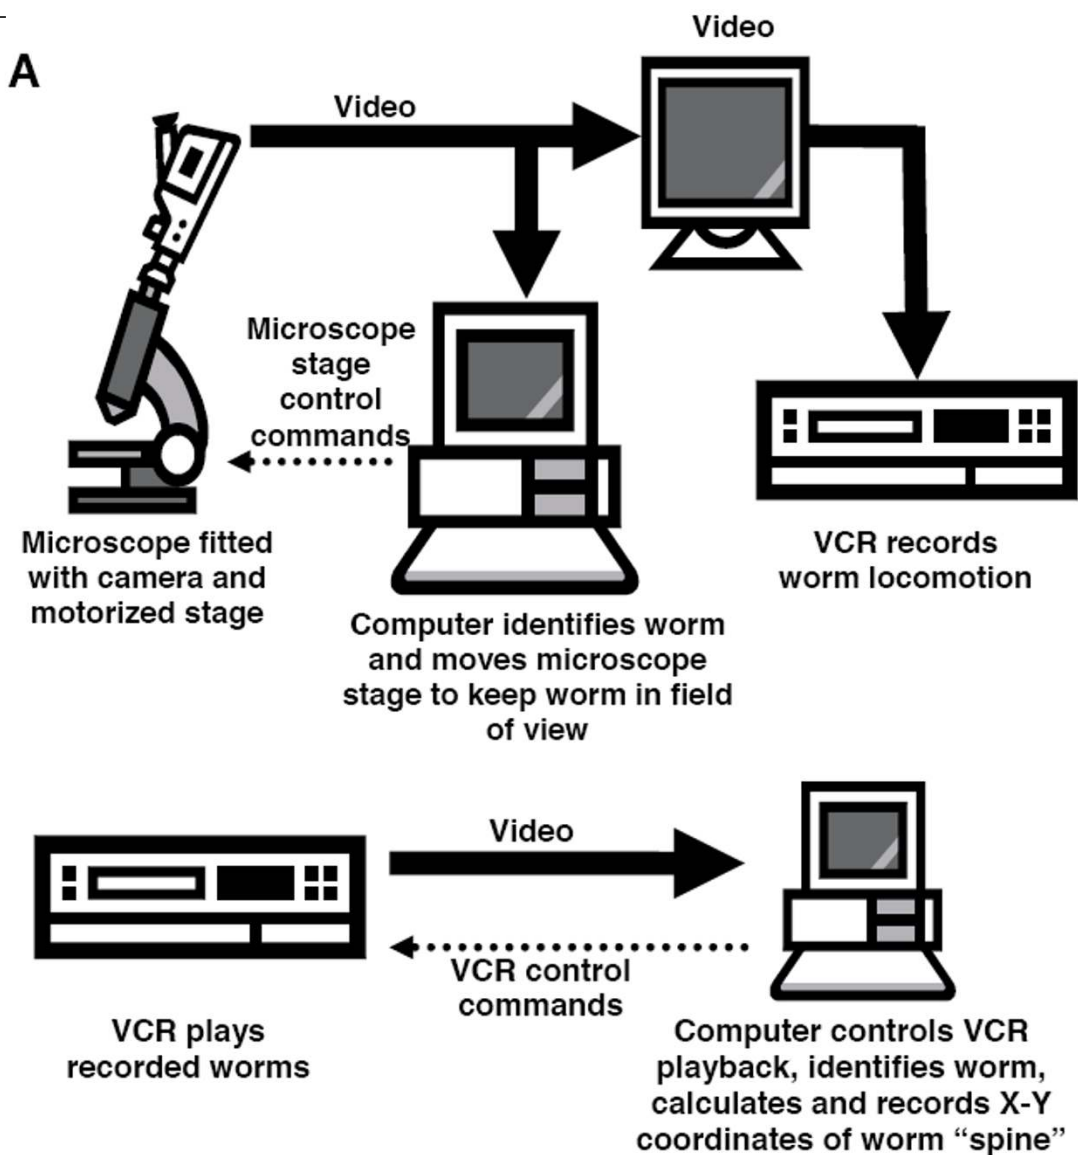 A
Video
Video
Microscope
stage
control
commands
Microscope fitted
with camera and
motorized stage
Computer identifies worm
and moves microscope
stage to keep worm in field
of view
VCR records
worm locomotion
Video
VCR control
commands
VCR plays
recorded worms
Computer controls VCR
playback, identifies worm,
calculates and records X-Y
coordinates of worm “spine”